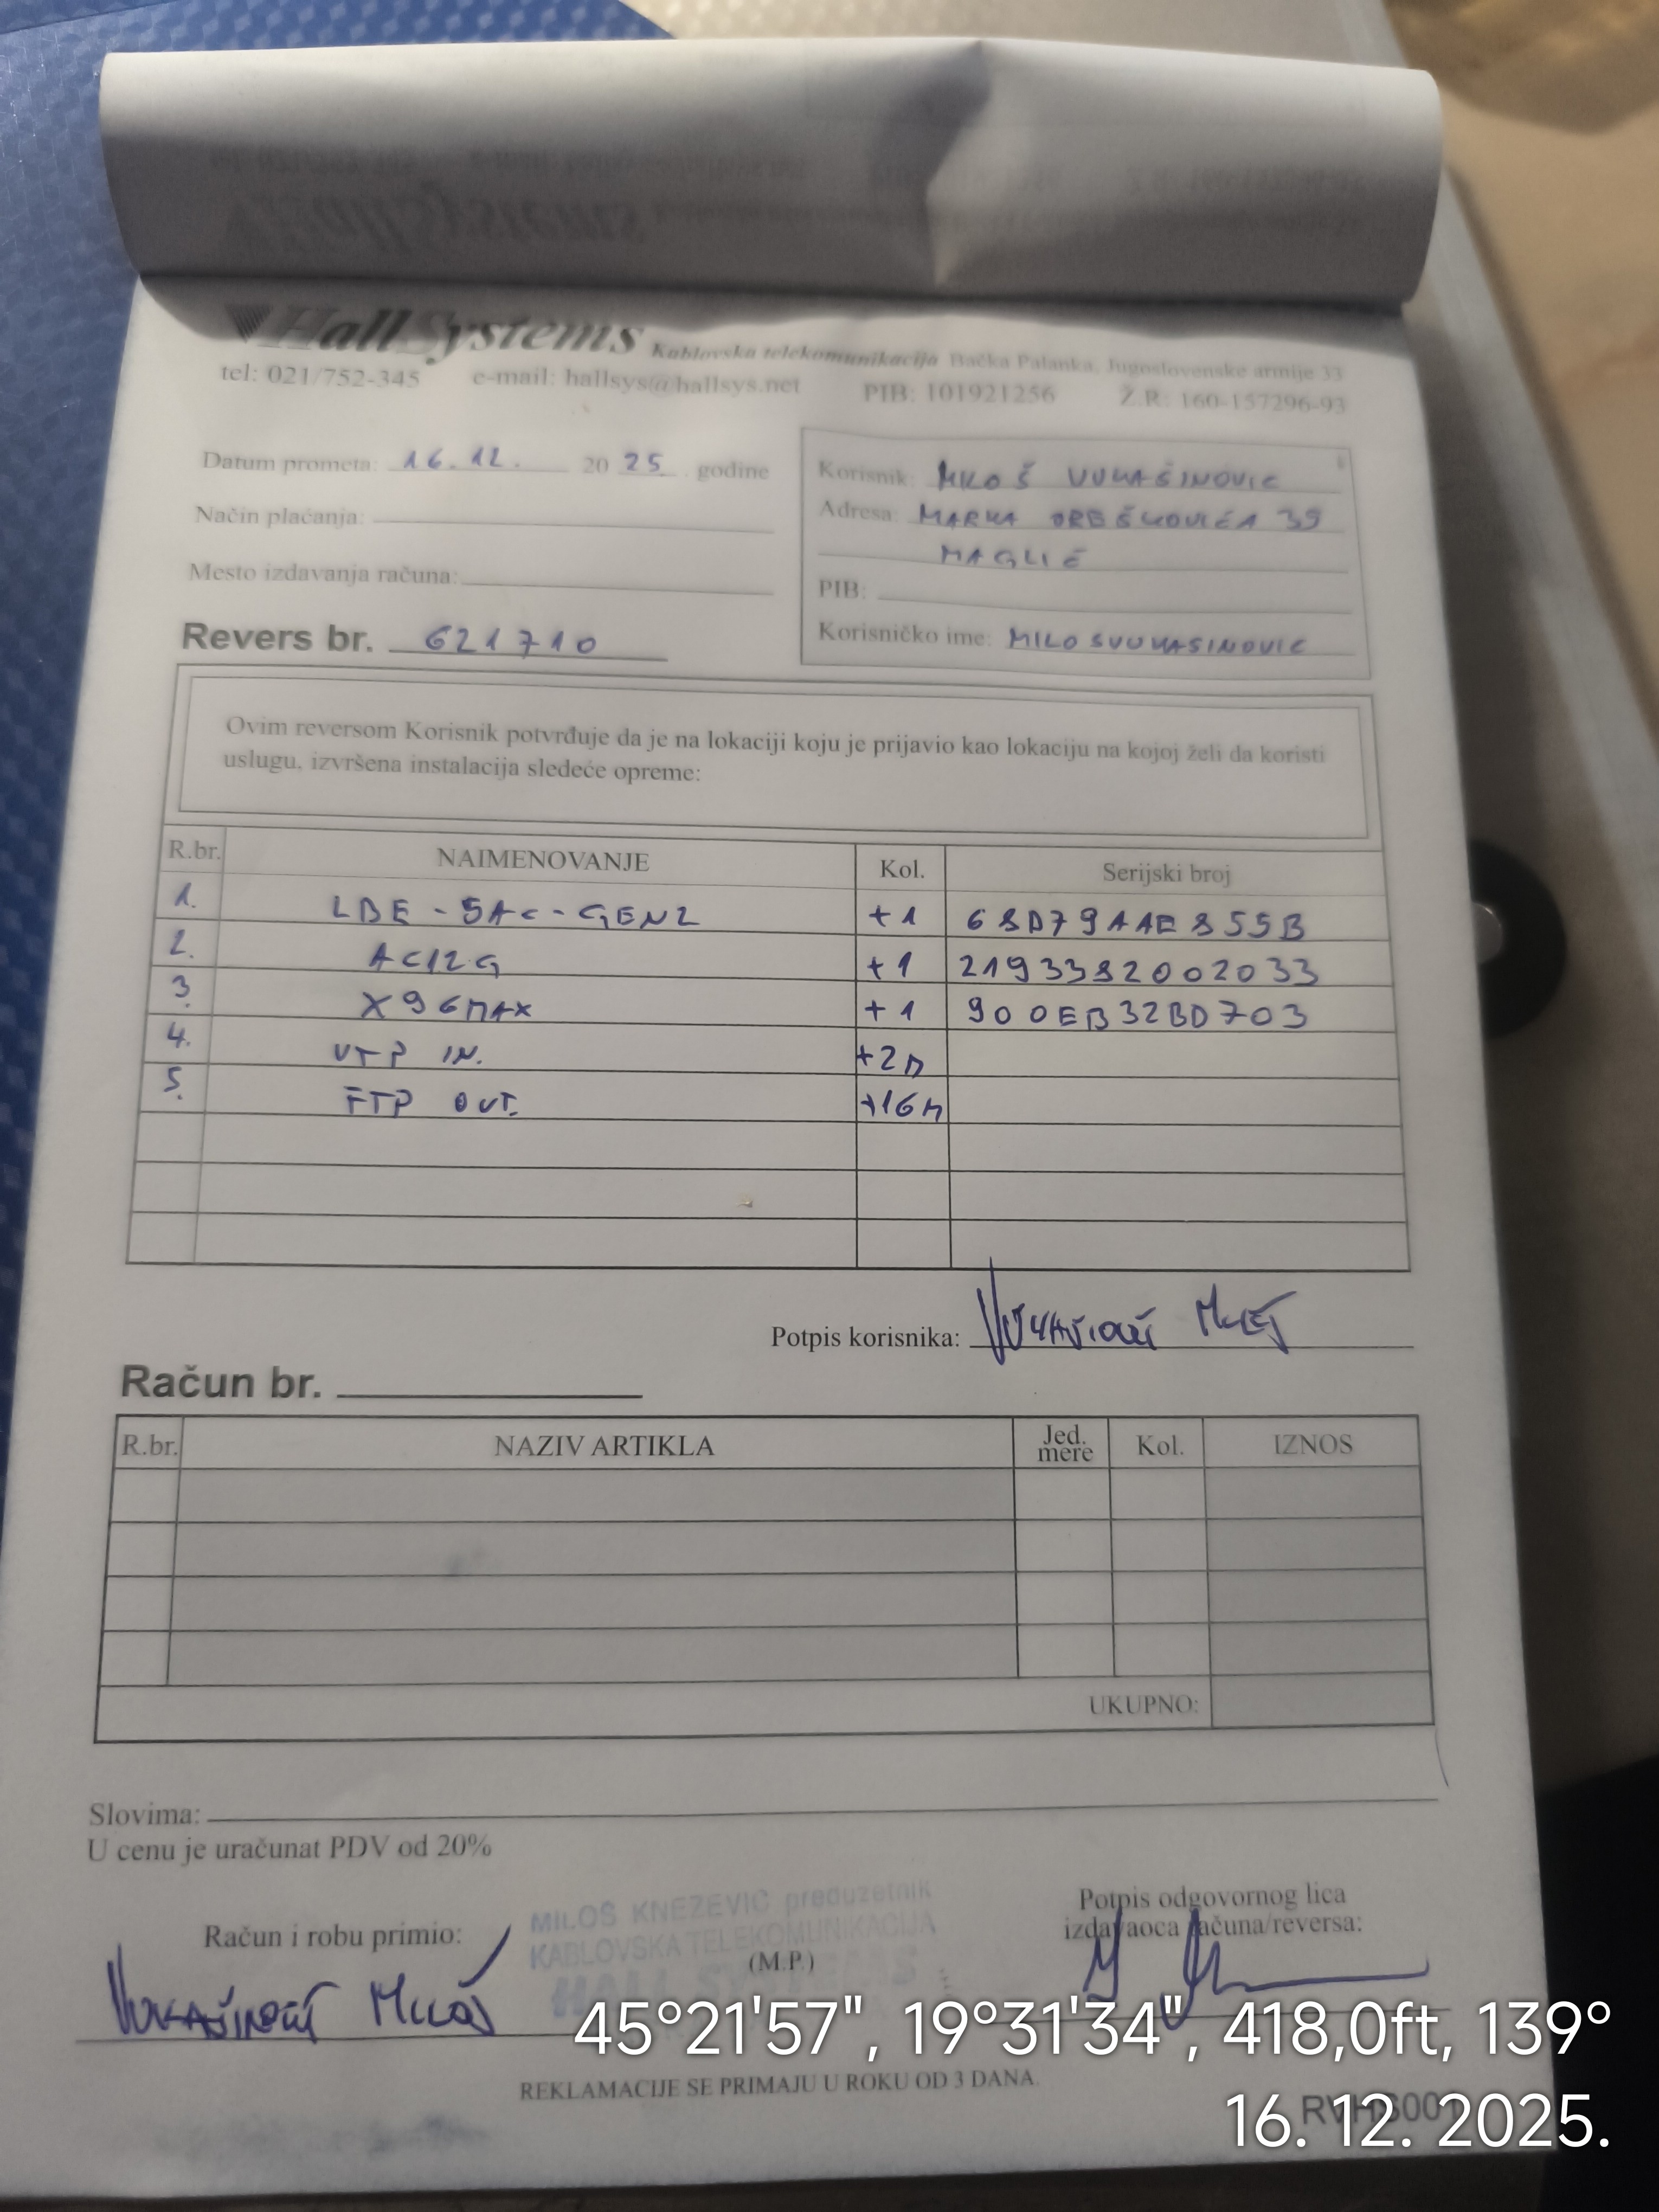 HallSystems Kablovska telekomunikacija Bačka Palanka, Jugoslovenske armije 33
tel: 021/752-345 e-mail: hallsys@hallsys.net PIB: 101921256 Ž.R: 160-157296-93
Datum prometa: 16.12. 2025. godine
Način plaćanja:
Mesto izdavanja računa:
Revers br. 621710
Korisnik: MILOŠ VUKAŠINOVIC
Adresa: MARKA OREŠKOVIĆA 39
MAGLIĆ
PIB:
Korisničko ime: MILOSVUKASINOVIC
Ovim reversom Korisnik potvrđuje da je na lokaciji koju je prijavio kao lokaciju na kojoj želi da koristi
uslugu, izvršena instalacija sledeće opreme:
R.br. NAIMENOVANJE Kol. Serijski broj
1. LBE-5AC-GEN2 +1 68D79AAE855B
2. AC12G +1 2193382002033
3. X96MAX +1 900EB32BD703
4. UTP IN. +2m
5. FTP OUT. +16m
Potpis korisnika: Vukašinović Miloš
Račun br.
R.br. NAZIV ARTIKLA Jed. mere Kol. IZNOS
UKUPNO:
Slovima:
U cenu je uračunat PDV od 20%
Račun i robu primio:
Vukašinović Miloš
MILOŠ KNEŽEVIĆ preduzetnik
KABLOVSKA TELEKOMUNIKACIJA
HALL SYSTEMS
(M.P.)
Potpis odgovornog lica
izdavaoca računa/reversa:
45°21'57", 19°31'34", 418,0ft, 139°
REKLAMACIJE SE PRIMAJU U ROKU OD 3 DANA.
16. 12. 2025.